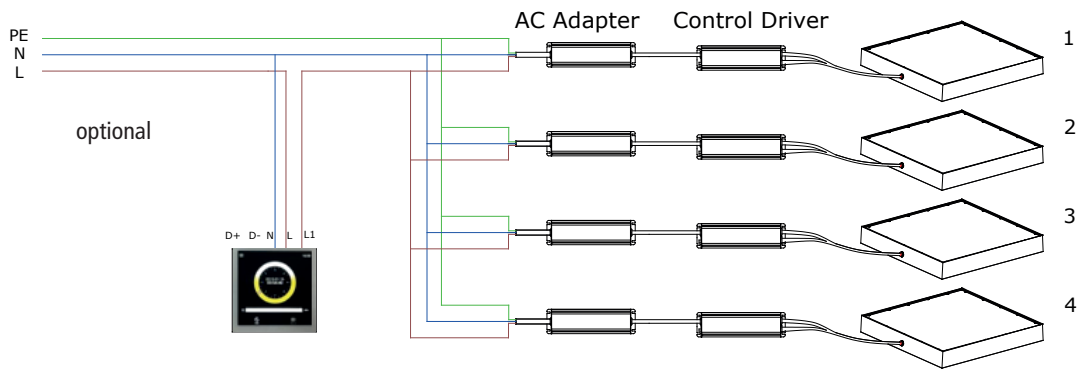 AC Adapter Control Driver
PE
N
L
1
optional
2
D+ D- N L L1
3
4